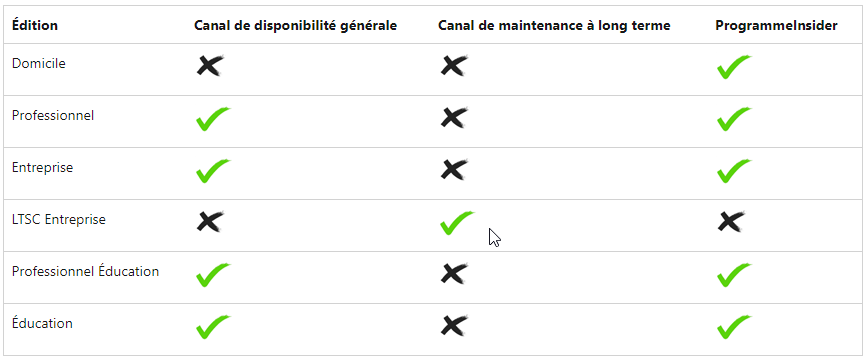 Édition Canal de disponibilité générale Canal de maintenance à long terme ProgrammeInsider
Domicile
Professionnel
Entreprise
LTSC Entreprise
Professionnel Éducation
Éducation